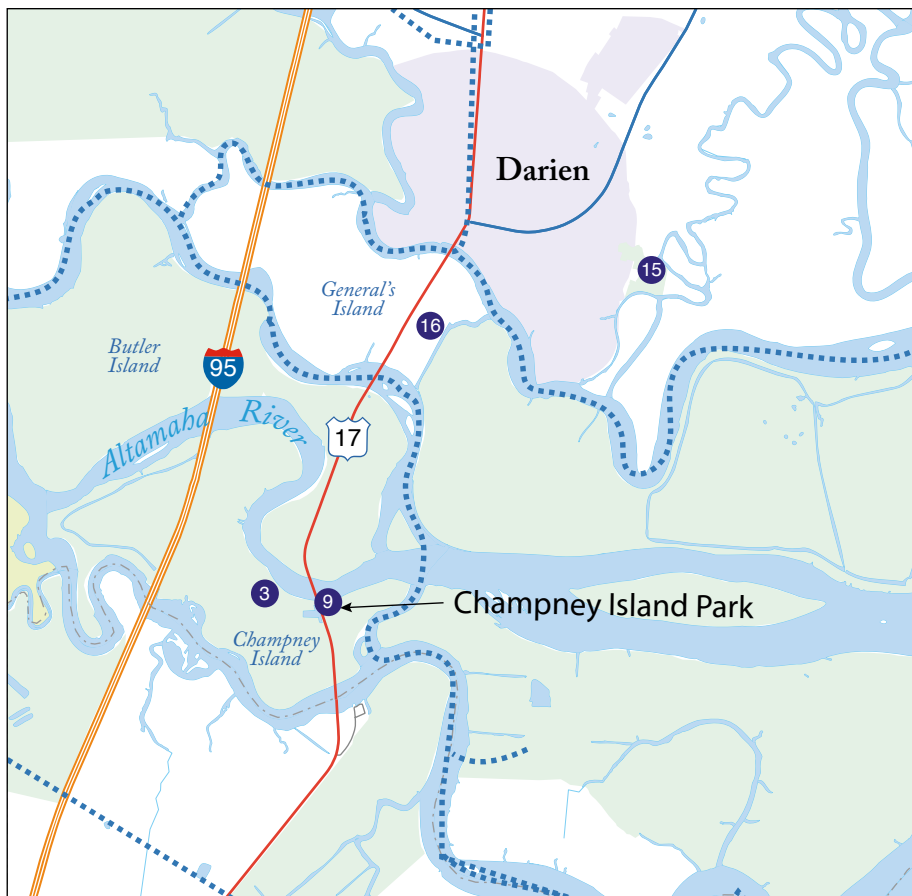 Darien
15
General's
Island
16
Butler
Island
95
Altamaha River
17
3
9
Champney Island Park
Champney
Island